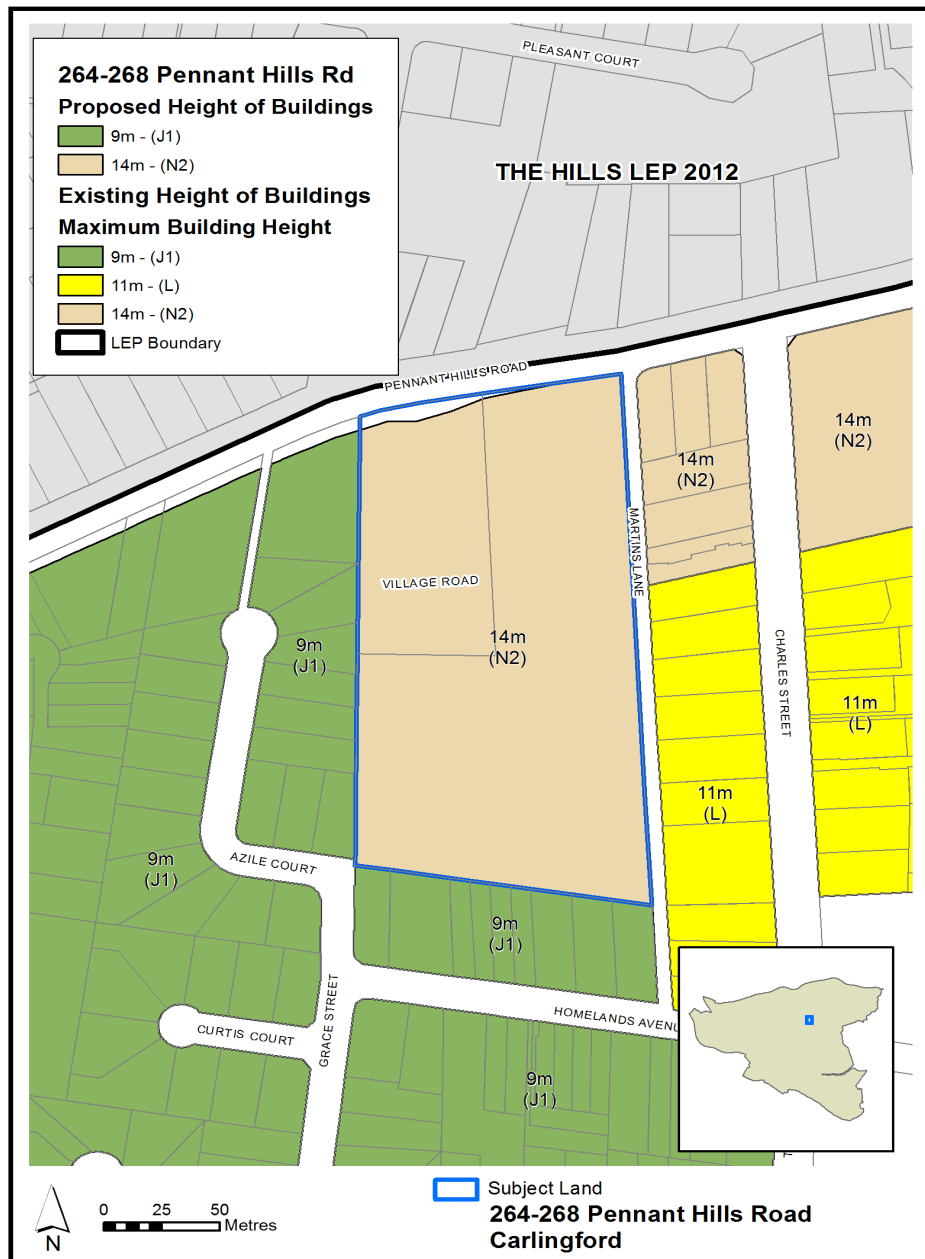 264-268 Pennant Hills Rd
Proposed Height of Buildings
9m - (J1)
14m - (N2)
Existing Height of Buildings
Maximum Building Height
9m - (J1)
11m - (L)
14m - (N2)
LEP Boundary
PLEASANT COURT
THE HILLS LEP 2012
PENNANT HILLS ROAD
14m
(N2)
14m
(N2)
MARTINS LANE
VILLAGE ROAD
14m
(N2)
9m
(J1)
CHARLES STREET
11m
(L)
11m
(L)
AZILE COURT
9m
(J1)
9m
(J1)
GRACE STREET
CURTIS COURT
HOMELANDS AVENU
9m
(J1)
N
0 25 50
Metres
Subject Land
264-268 Pennant Hills Road
Carlingford